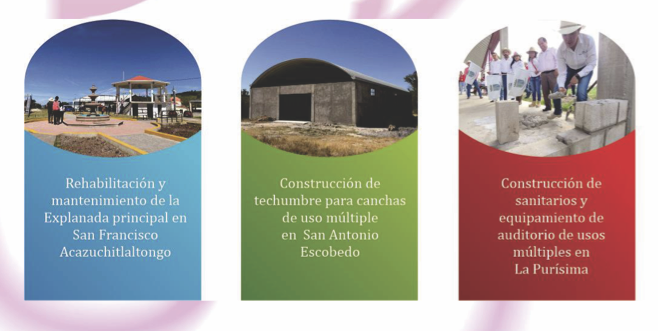 Rehabilitación y
mantenimiento de la
Explanada principal en
San Francisco
Acazuchitlaltongo
Construcción de
techumbre para canchas
de uso múltiple
en San Antonio
Escobedo
Construcción de
sanitarios y
equipamiento de
auditorio de usos
múltiples en
La Purísima